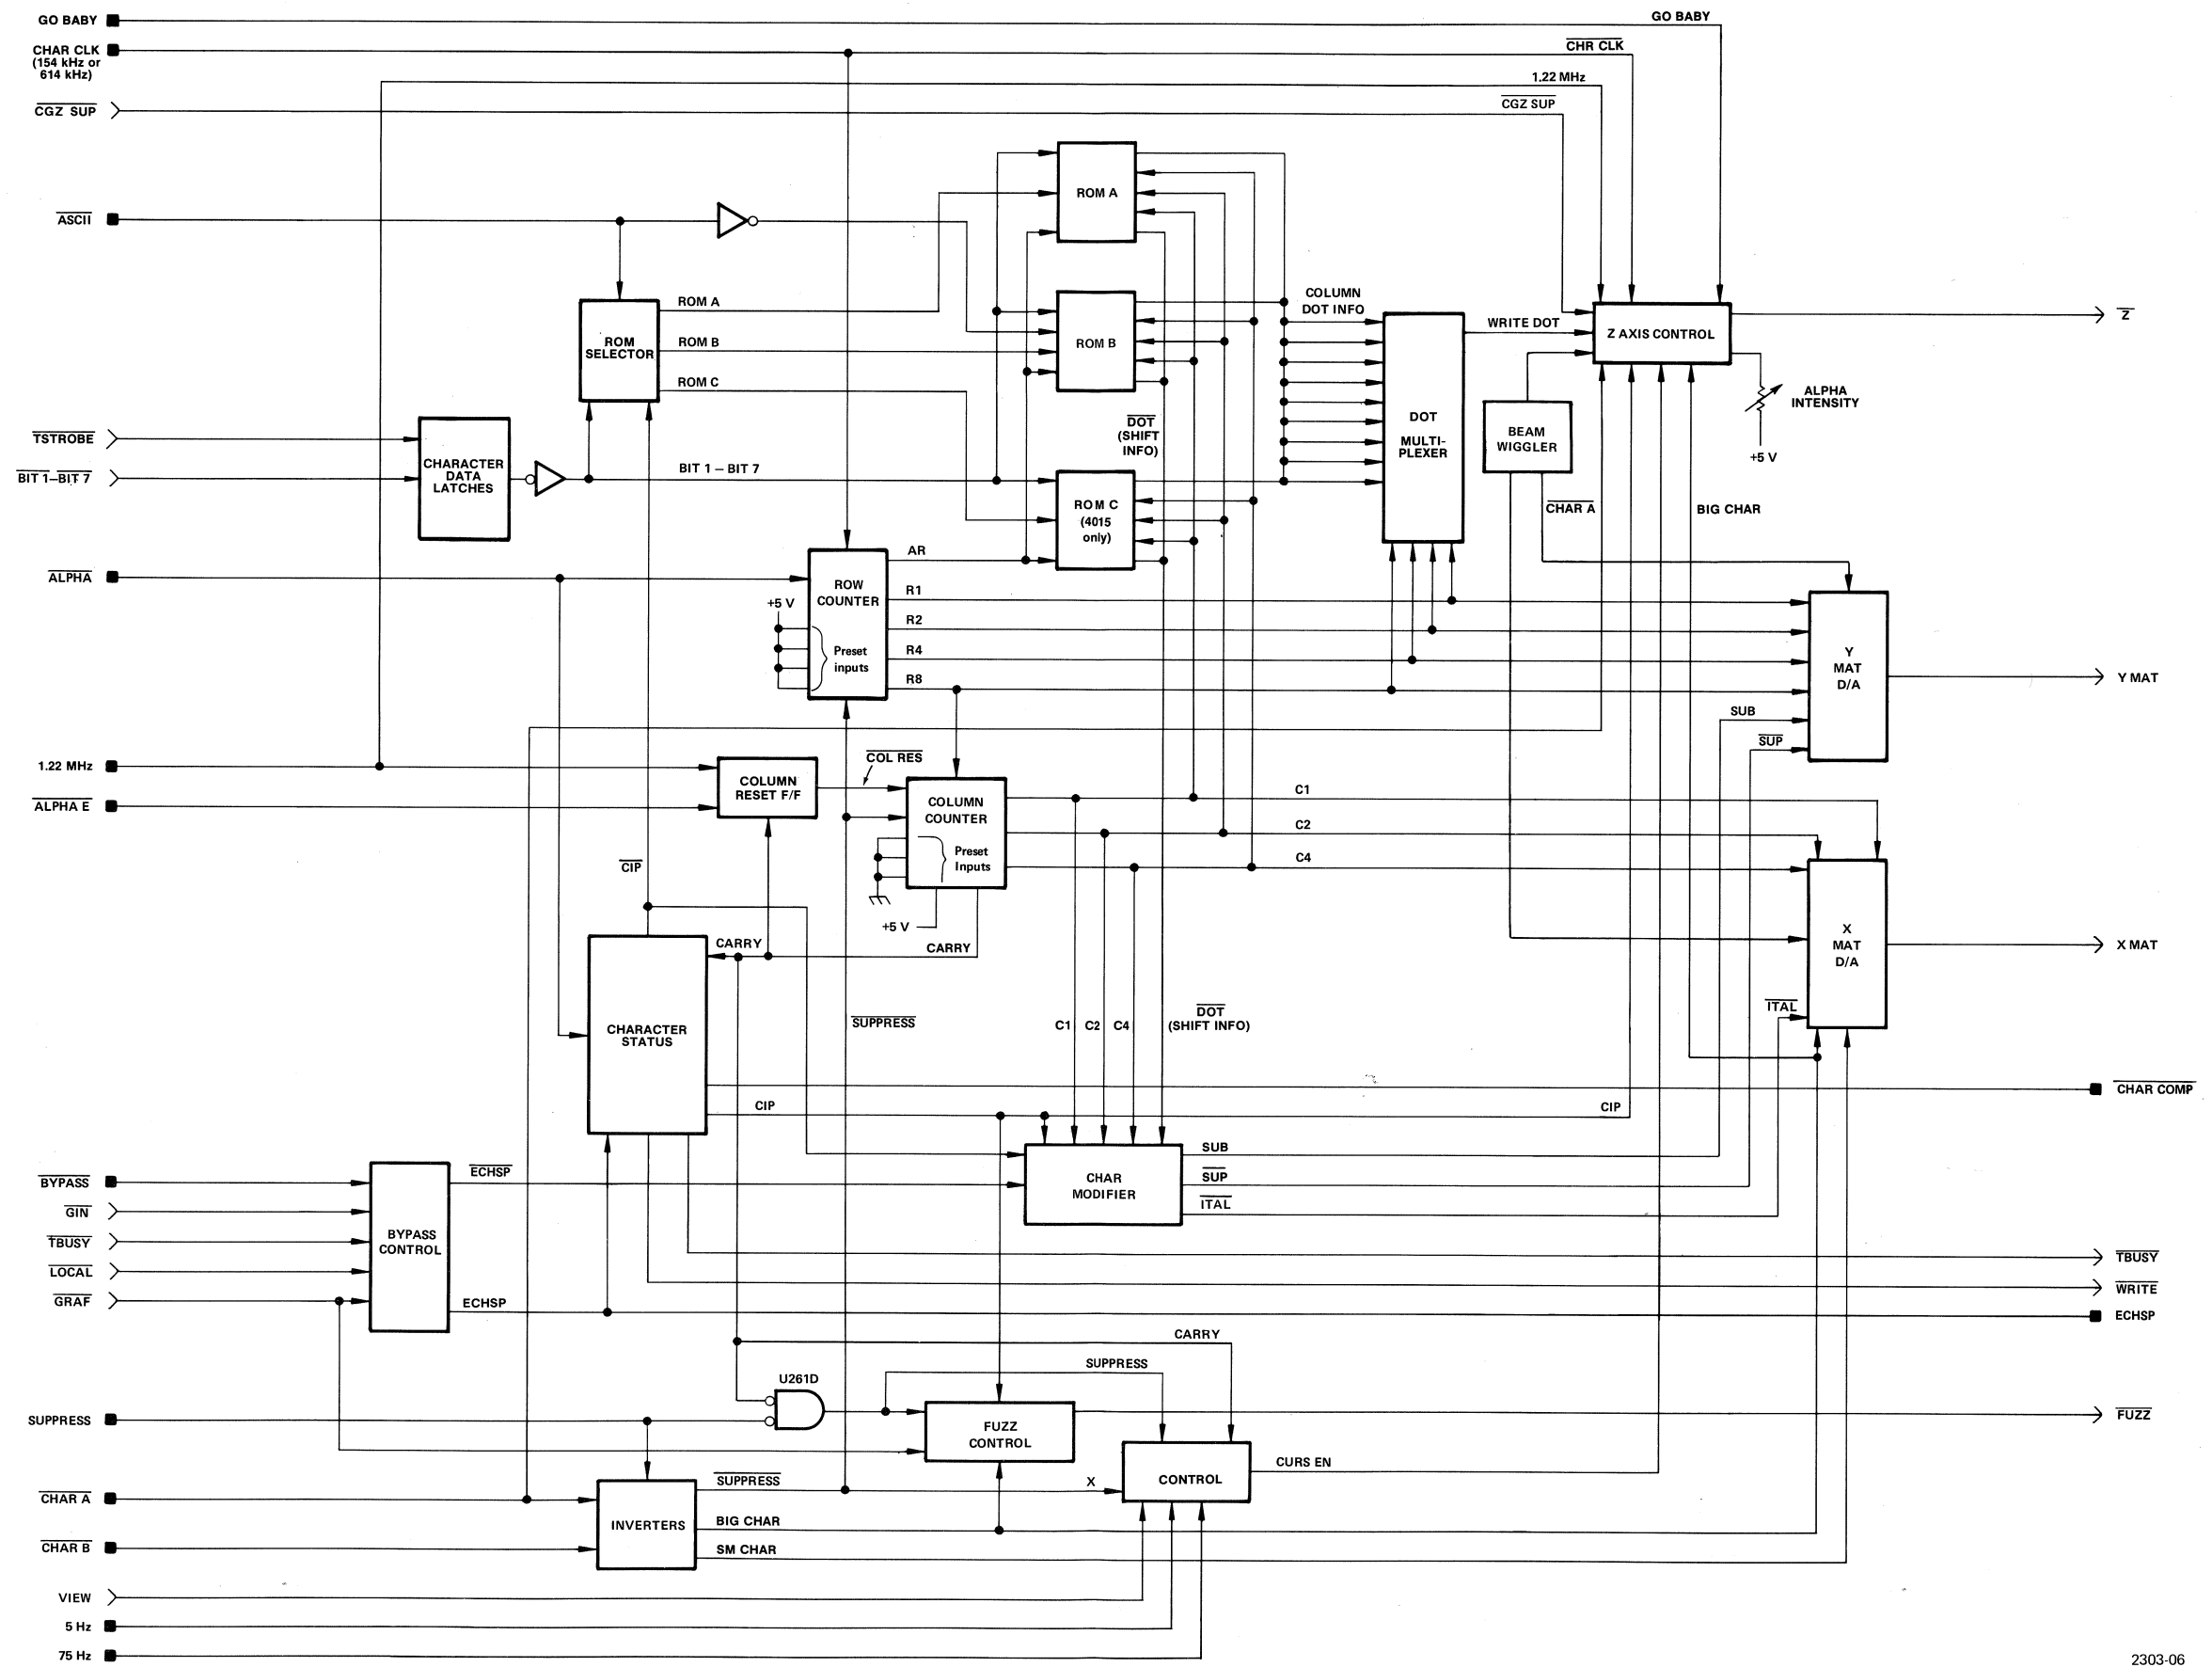 GO BABY
GO BABY
CHAR CLK
(154 kHz or
614 kHz)
CHR CLK
1.22 MHz
CGZ SUP
CGZ SUP
ROM A
ASCII
ROM A
COLUMN
DOT INFO
WRITE DOT
Z AXIS CONTROL
Z
ROM
SELECTOR
ROM B
ROM B
ROM C
ALPHA
INTENSITY
+5 V
DOT
(SHIFT
INFO)
DOT
MULTI-
PLEXER
BEAM
WIGGLER
TSTROBE
BIT 1–BIT 7
CHARACTER
DATA
LATCHES
BIT 1 – BIT 7
ROM C
(4015
only)
CHAR A
BIG CHAR
AR
ALPHA
ROW
COUNTER
+5 V
Preset
inputs
R1
R2
R4
R8
Y
MAT
D/A
Y MAT
SUB
SUP
1.22 MHz
ALPHA E
COLUMN
RESET F/F
COL RES
COLUMN
COUNTER
Preset
Inputs
C1
C2
C4
CIP
+5 V
CARRY
CARRY
X
MAT
D/A
X MAT
ITAL
CHARACTER
STATUS
SUPPRESS
C1
C2
C4
DOT
(SHIFT INFO)
CHAR COMP
CIP
CIP
BYPASS
GIN
TBUSY
LOCAL
GRAF
BYPASS
CONTROL
ECHSP
CHAR
MODIFIER
SUB
SUP
ITAL
TBUSY
WRITE
ECHSP
ECHSP
CARRY
SUPPRESS
U261D
SUPPRESS
FUZZ
CONTROL
FUZZ
CONTROL
CURS EN
SUPPRESS
X
CHAR A
INVERTERS
BIG CHAR
CHAR B
SM CHAR
VIEW
5 Hz
75 Hz
2303-06